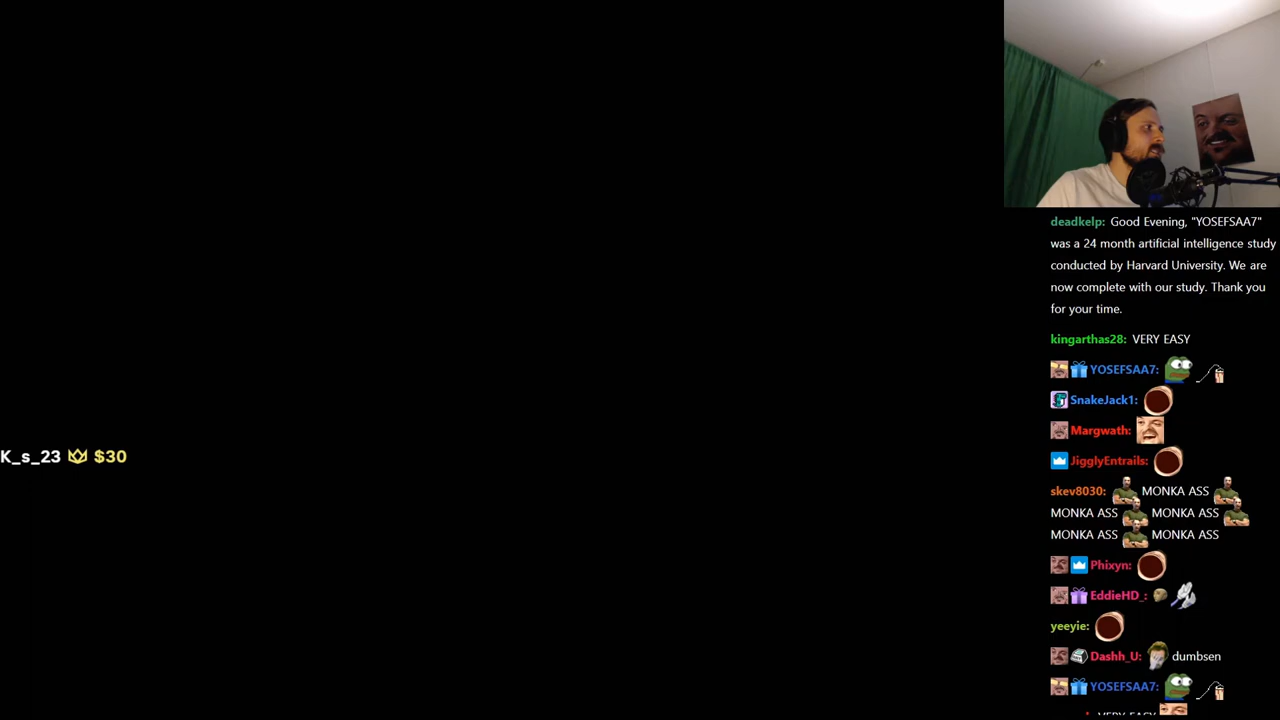 deadkelp: Good Evening, "YOSEFSAA7"
was a 24 month artificial intelligence study
conducted by Harvard University. We are
now complete with our study. Thank you
for your time.
kingarthas28: VERY EASY
YOSEFSAA7:
SnakeJack1:
Margwath:
K_s_23 $30
JigglyEntrails:
skev8030: MONKA ASS
MONKA ASS MONKA ASS
MONKA ASS MONKA ASS
Phixyn:
EddieHD_:
yeeyie:
Dashh_U: dumbsen
YOSEFSAA7:
VERY EASY